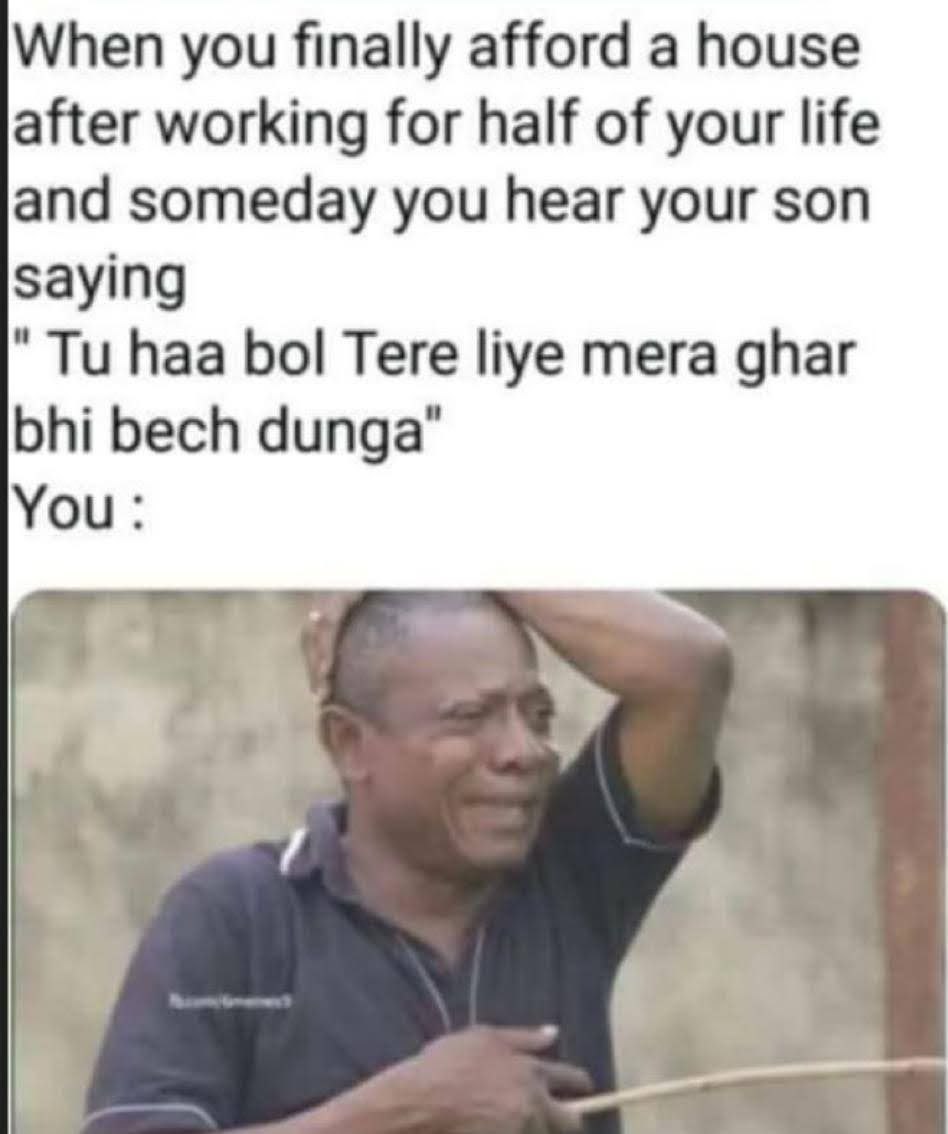 When you finally afford a house
after working for half of your life
and someday you hear your son
saying
" Tu haa bol Tere liye mera ghar
bhi bech dunga"
You :